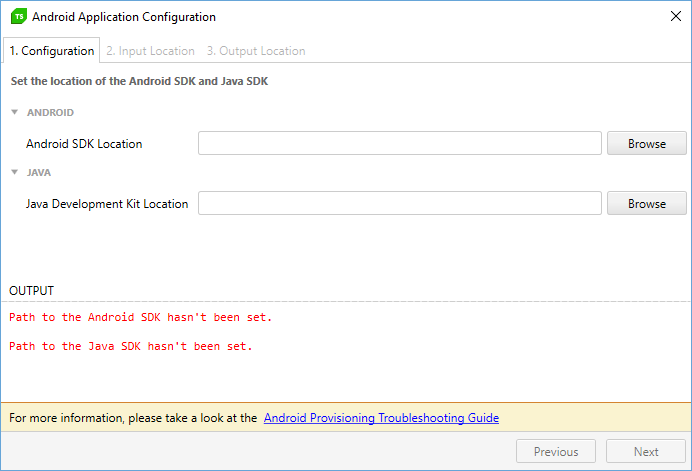 TS Android Application Configuration
1. Configuration 2. Input Location 3. Output Location
Set the location of the Android SDK and Java SDK
ANDROID
Android SDK Location Browse
JAVA
Java Development Kit Location Browse
OUTPUT
Path to the Android SDK hasn't been set.
Path to the Java SDK hasn't been set.
For more information, please take a look at the Android Provisioning Troubleshooting Guide
Previous Next